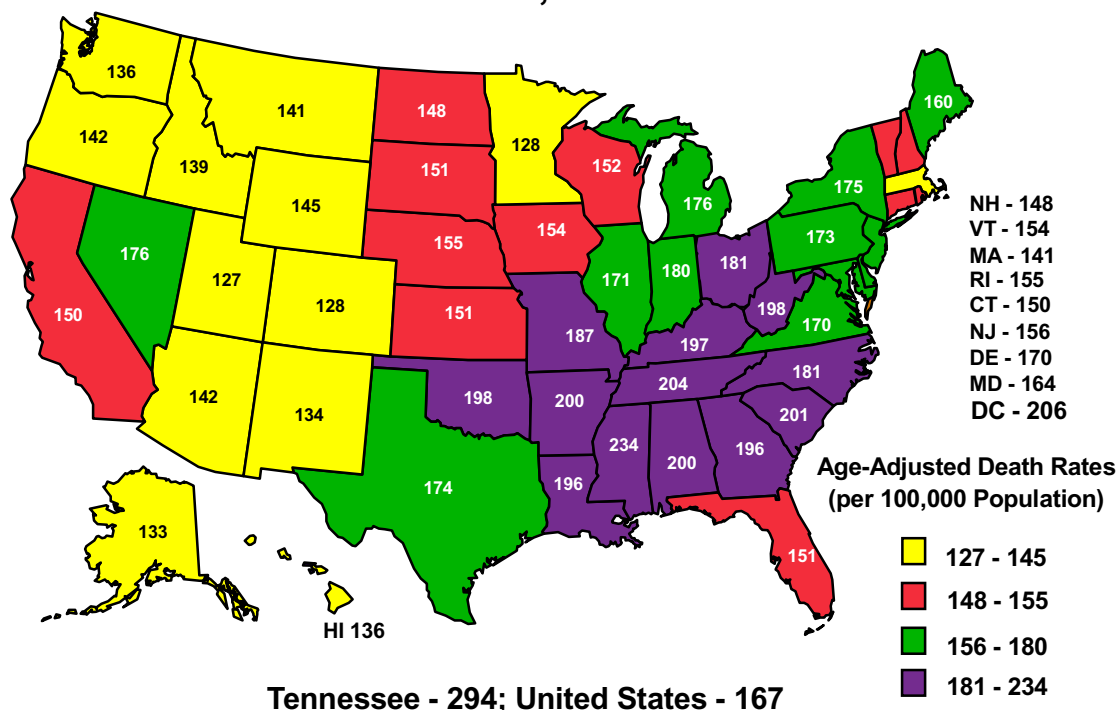 136
141
148
128
160
142
139
151
152
175
176
145
155
154
173
176
127
128
150
151
171
180
181
198
187
197
170
142
134
198
200
204
181
201
234
200
196
196
174
133
151
HI 136
NH - 148
VT - 154
MA - 141
RI - 155
CT - 150
NJ - 156
DE - 170
MD - 164
DC - 206
Age-Adjusted Death Rates
(per 100,000 Population)
127 - 145
148 - 155
156 - 180
181 - 234
Tennessee - 294; United States - 167